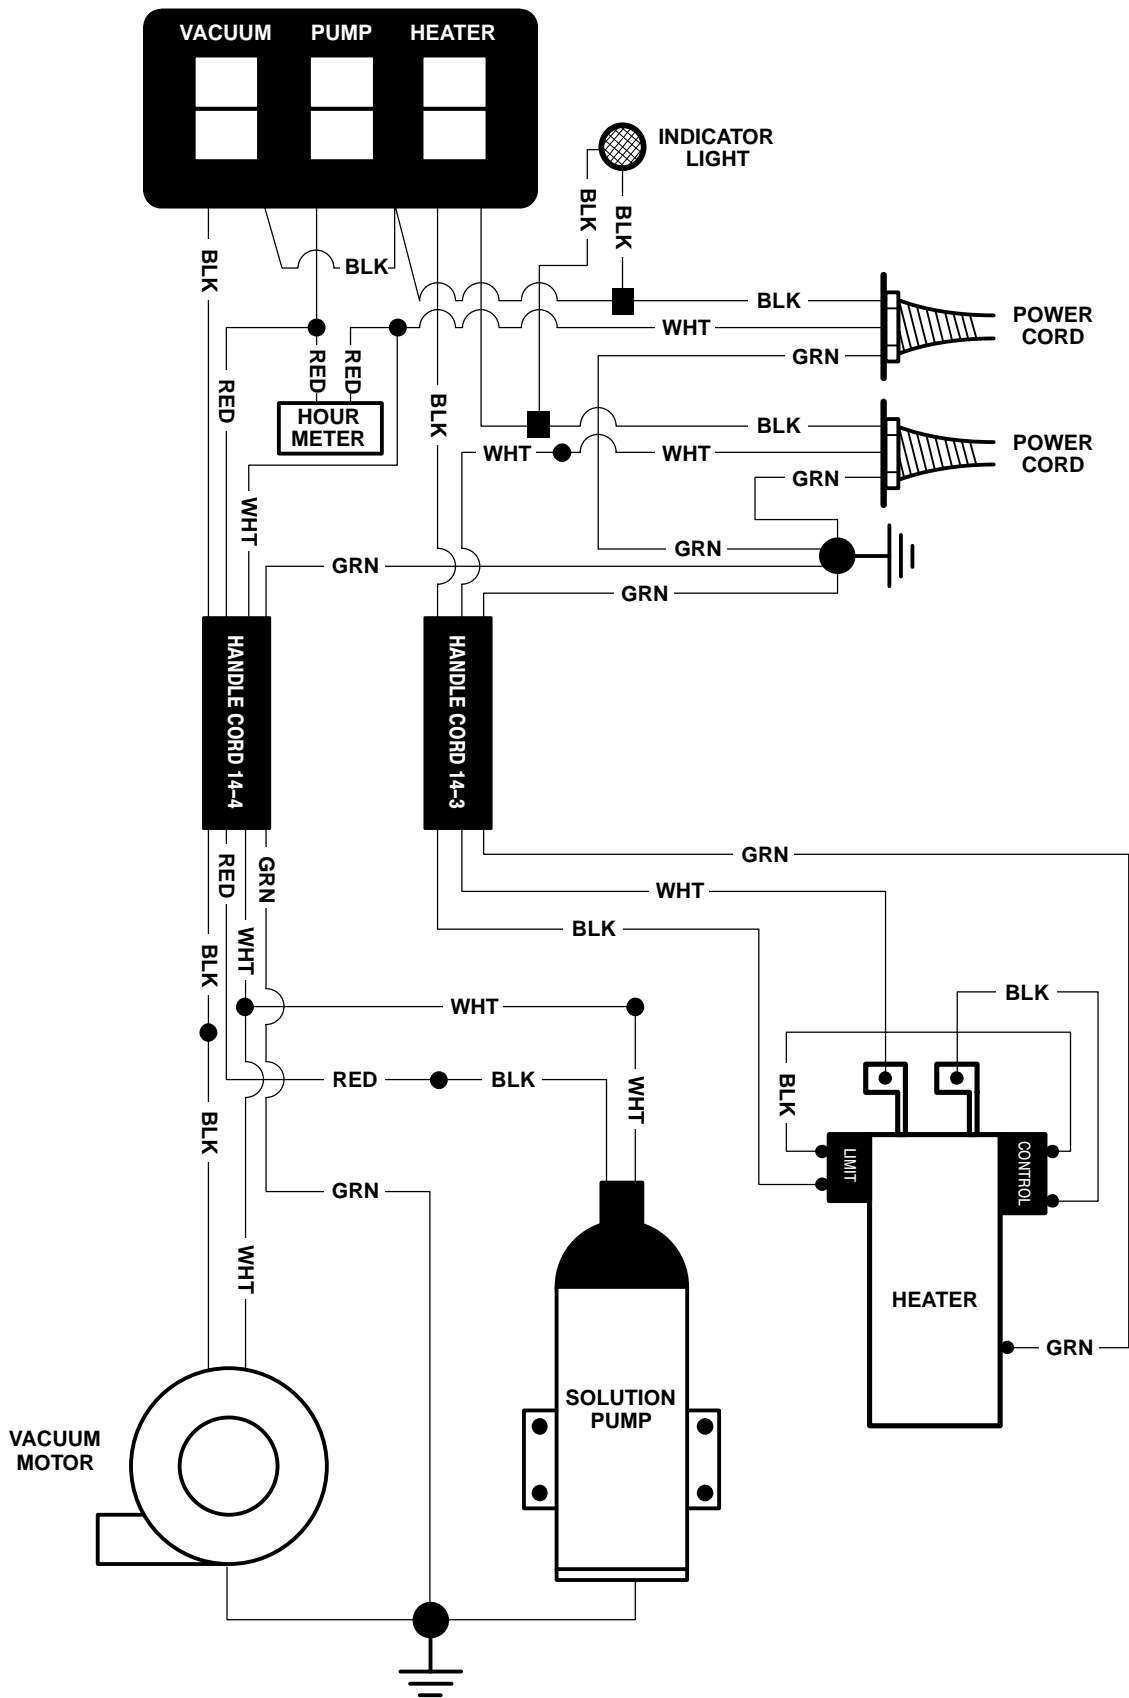 VACUUM PUMP HEATER
INDICATOR
LIGHT
BLK
BLK
BLK
BLK
BLK
POWER
CORD
WHT
GRN
RED
RED
RED
BLK
HOUR
METER
BLK
WHT
WHT
POWER
CORD
GRN
WHT
GRN
GRN
GRN
HANDLE CORD 14-4
HANDLE CORD 14-3
RED
GRN
GRN
WHT
BLK
BLK
WHT
WHT
BLK
RED
BLK
BLK
WHT
BLK
GRN
LIMIT
CONTROL
WHT
HEATER
GRN
SOLUTION
PUMP
VACUUM
MOTOR